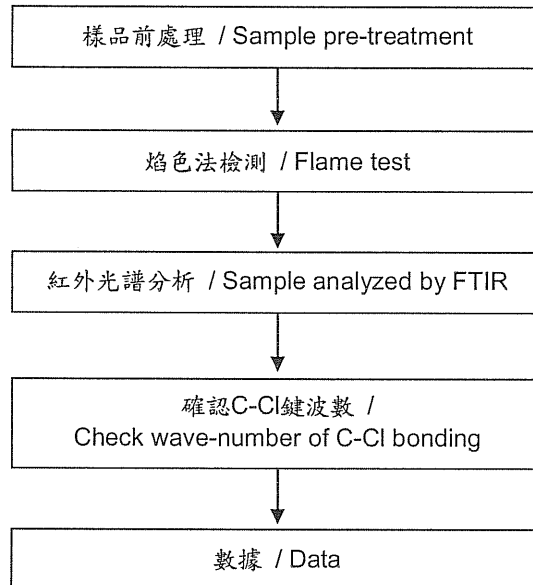 樣品前處理 / Sample pre-treatment
焰色法檢測 / Flame test
紅外光譜分析 / Sample analyzed by FTIR
確認C-Cl鍵波數 /
Check wave-number of C-Cl bonding
數據 / Data